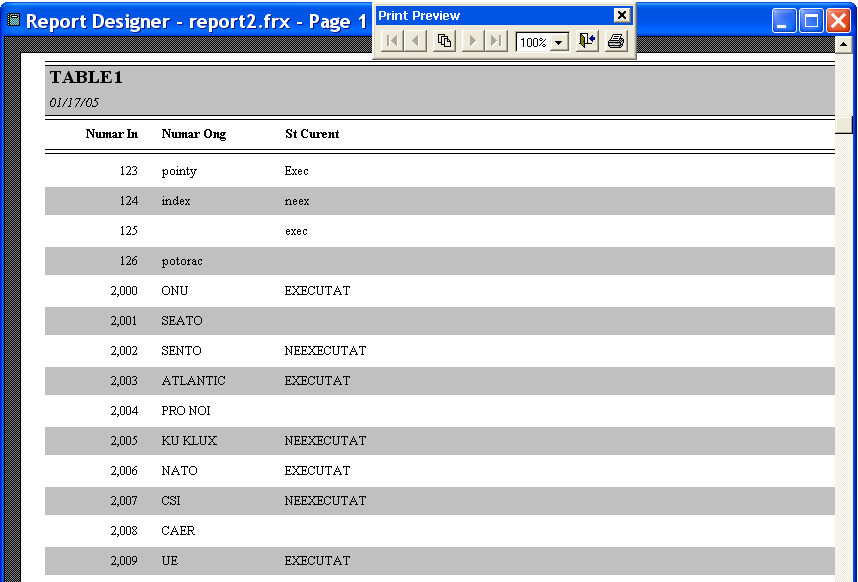 Report Designer - report2.frx - Page 1
Print Preview
100%
TABLE1
01/17/05
Numar In Numar Ong St Curent
123 pointy Exec
124 index neex
125 exec
126 potorac
2,000 ONU EXECUTAT
2,001 SEATO
2,002 SENTO NEEXECUTAT
2,003 ATLANTIC EXECUTAT
2,004 PRO NOI
2,005 KU KLUX NEEXECUTAT
2,006 NATO EXECUTAT
2,007 CSI NEEXECUTAT
2,008 CAER
2,009 UE EXECUTAT